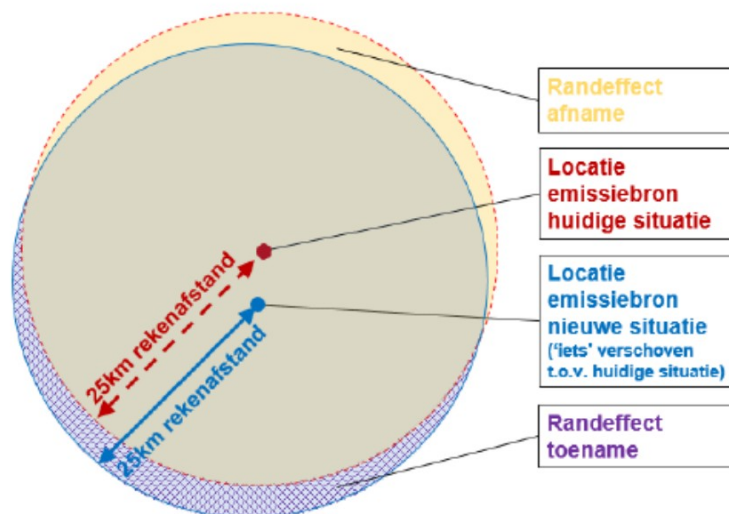 Randeffect
afname
Locatie
emissiebron
huidige situatie
25km rekenafstand
Locatie
emissiebron
nieuwe situatie
('iets' verschoven
t.o.v. huidige situatie)
25km rekenafstand
Randeffect
toename